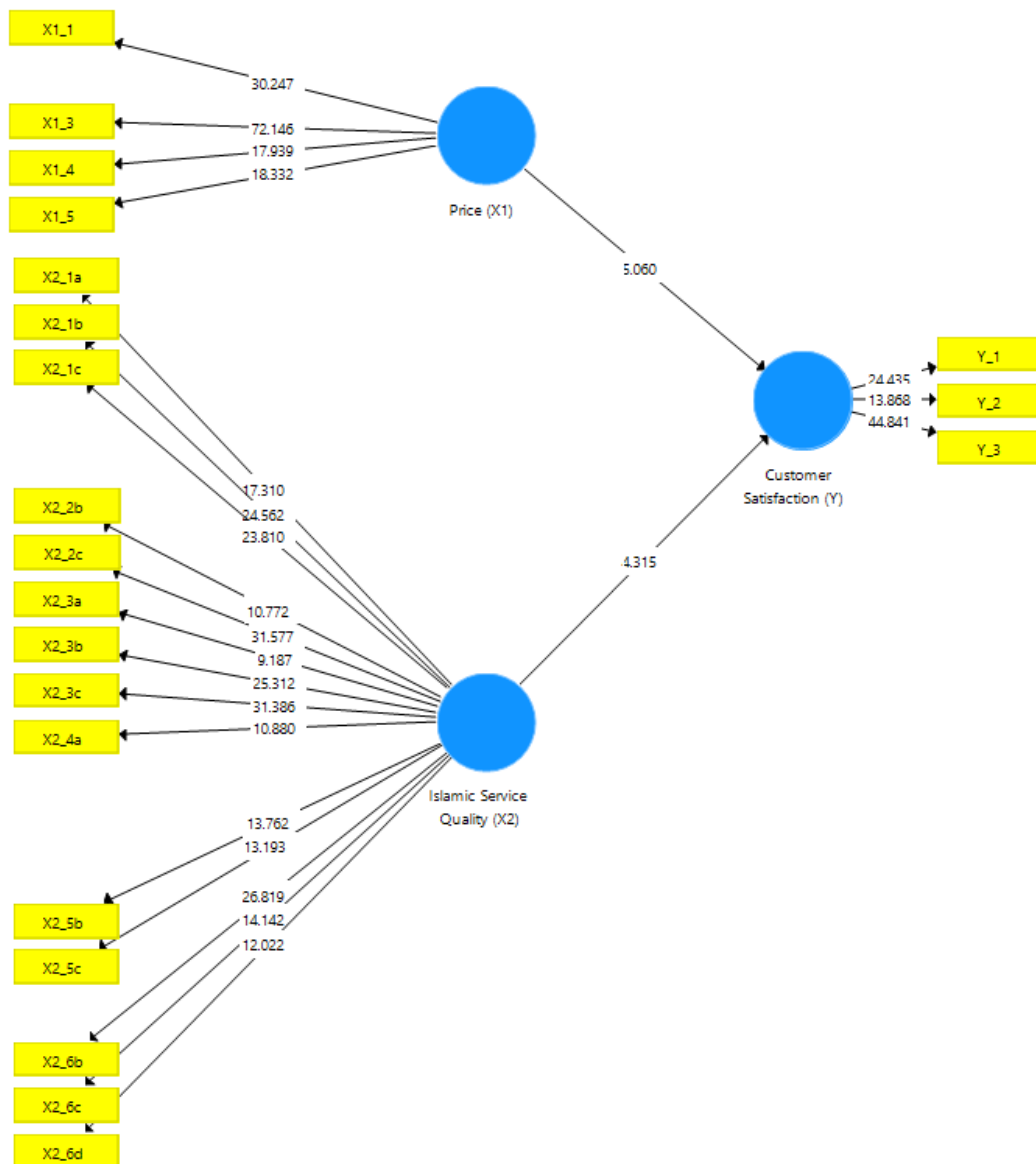 X1_1
30.247
X1_3
72.146
X1_4
17.939
X1_5
18.332
Price (X1)
5.060
X2_1a
X2_1b
X2_1c
17.310
24.562
23.810
X2_2b
X2_2c
X2_3a
X2_3b
X2_3c
X2_4a
10.772
31.577
9.187
25.312
31.386
10.880
Islamic Service
Quality (X2)
4.315
13.762
13.193
X2_5b
X2_5c
26.819
14.142
12.022
X2_6b
X2_6c
X2_6d
Customer
Satisfaction (Y)
24.435
13.868
44.841
Y_1
Y_2
Y_3